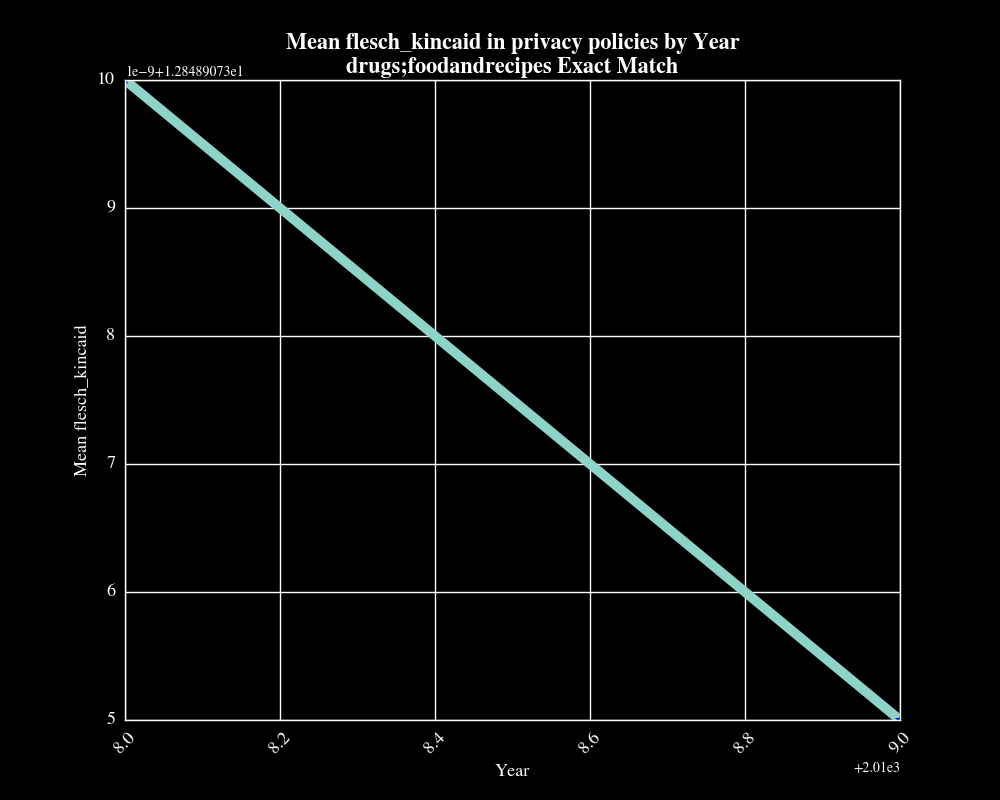 Mean flesch_kincaid in privacy policies by Year
drugs;foodandrecipes Exact Match
1e−9+1.28489073e1
10
9
8
7
6
5
Mean flesch_kincaid
8.0
8.2
8.4
8.6
8.8
9.0
Year
+2.01e3